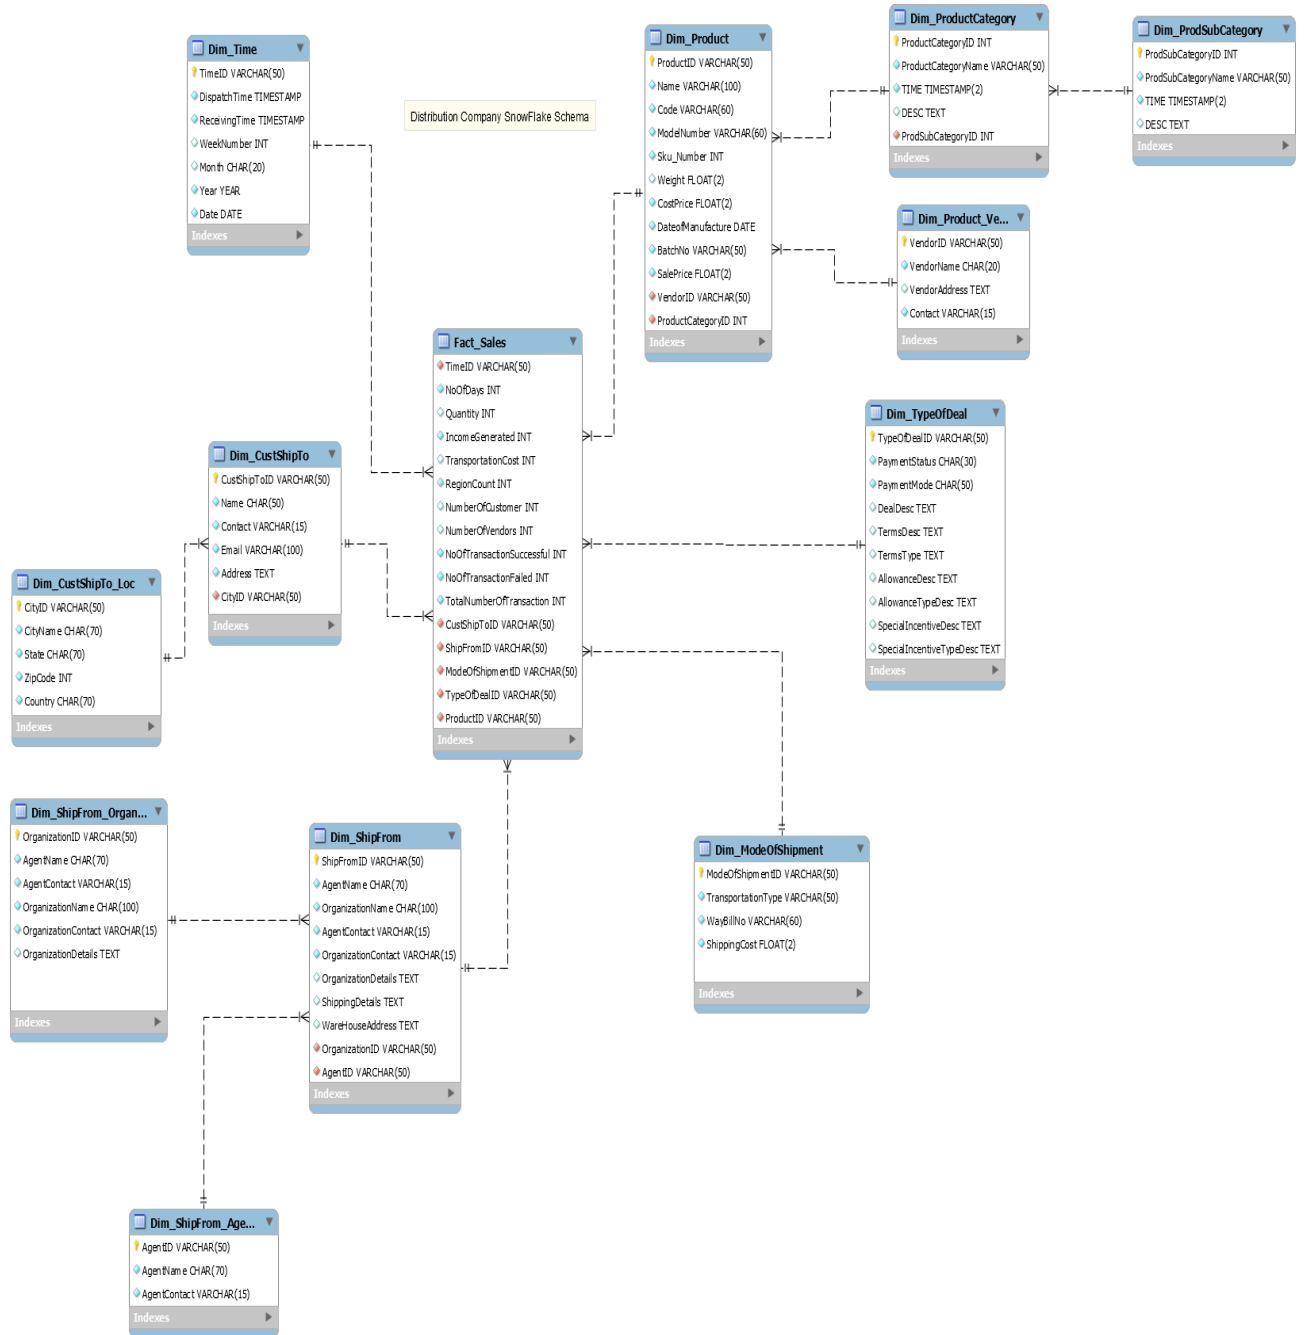 Dim_Time
TimeID VARCHAR(50)
DispatchTime TIMESTAMP
ReceivingTime TIMESTAMP
WeekNumber INT
Month CHAR(20)
Year YEAR
Date DATE
Indexes
Distribution Company SnowFlake Schema
Dim_Product
ProductID VARCHAR(50)
Name VARCHAR(100)
Code VARCHAR(60)
ModelNumber VARCHAR(60)
Sku_Number INT
Weight FLOAT(2)
CostPrice FLOAT(2)
DateofManufacture DATE
BatchNo VARCHAR(50)
SalePrice FLOAT(2)
VendorID VARCHAR(50)
ProductCategoryID INT
Indexes
Dim_ProductCategory
ProductCategoryID INT
ProductCategoryName VARCHAR(50)
TIME TIMESTAMP(2)
DESC TEXT
ProdSubCategoryID INT
Indexes
Dim_ProdSubCategory
ProdSubCategoryID INT
ProdSubCategoryName VARCHAR(50)
TIME TIMESTAMP(2)
DESC TEXT
Indexes
Dim_Product_Ve...
VendorID VARCHAR(50)
VendorName CHAR(20)
VendorAddress TEXT
Contact VARCHAR(15)
Indexes
Fact_Sales
TimeID VARCHAR(50)
NoOfDays INT
Quantity INT
IncomeGenerated INT
TransportationCost INT
RegionCount INT
NumberOfCustomer INT
NumberOfVendors INT
NoOfTransactionSuccessful INT
NoOfTransactionFailed INT
TotalNumberOfTransaction INT
CustShipToID VARCHAR(50)
ShipFromID VARCHAR(50)
ModeOfShipmentID VARCHAR(50)
TypeOfDealID VARCHAR(50)
ProductID VARCHAR(50)
Indexes
Dim_TypeOfDeal
TypeOfDealID VARCHAR(50)
PaymentStatus CHAR(30)
PaymentMode CHAR(50)
DealDesc TEXT
TermsDesc TEXT
TermsType TEXT
AllowanceDesc TEXT
AllowanceTypeDesc TEXT
SpecialIncentiveDesc TEXT
SpecialIncentiveTypeDesc TEXT
Indexes
Dim_CustShipTo
CustShipToID VARCHAR(50)
Name CHAR(50)
Contact VARCHAR(15)
Email VARCHAR(100)
Address TEXT
CityID VARCHAR(50)
Indexes
Dim_CustShipTo_Loc
CityID VARCHAR(50)
CityName CHAR(70)
State CHAR(70)
ZipCode INT
Country CHAR(70)
Indexes
Dim_ShipFrom_Organ...
OrganizationID VARCHAR(50)
AgentName CHAR(70)
AgentContact VARCHAR(15)
OrganizationName CHAR(100)
OrganizationContact VARCHAR(15)
OrganizationDetails TEXT
Indexes
Dim_ShipFrom
ShipFromID VARCHAR(50)
AgentName CHAR(70)
OrganizationName CHAR(100)
AgentContact VARCHAR(15)
OrganizationContact VARCHAR(15)
OrganizationDetails TEXT
ShippingDetails TEXT
WareHouseAddress TEXT
OrganizationID VARCHAR(50)
AgentID VARCHAR(50)
Indexes
Dim_ModeOfShipment
ModeOfShipmentID VARCHAR(50)
TransportationType VARCHAR(50)
WayBillNo VARCHAR(60)
ShippingCost FLOAT(2)
Indexes
Dim_ShipFrom_Age...
AgentID VARCHAR(50)
AgentName CHAR(70)
AgentContact VARCHAR(15)
Indexes